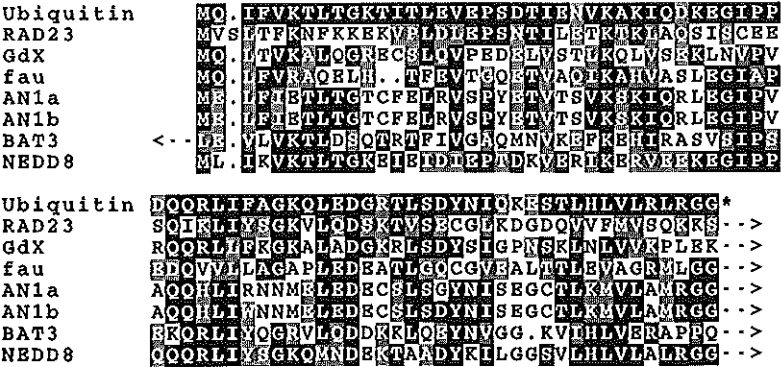 Ubiquitin MQ.IFVKTLTGKTITLEVEPSDTIENVKAKIQDKEGIPP
RAD23 MVSLTFKNFKKEKVPLDLEPSNTILETKTKLAQSISCEE
GdX MQ.LTVKALQGRECSLQVPEDELVSTLKQLVSEKLNVPV
fau MQ.LFVRAQELH..TFEVTGQETVAQIKAHVASLEGIAP
AN1a ME.LFIETLTGTCFELRVSPYETVTSVKSKIQRLEGIPV
AN1b ME.LFIETLTGTCFELRVSPYETVTSVKSKIQRLEGIPV
BAT3 <--LE.VLVKTLDSQTRTFIVGAQMNVKEFKEHIRASVSIPS
NEDD8 ML.IKVKTLTGKEIEIDIEPTDKVERIKERVEEKEGIPP
Ubiquitin DQQRLIFAGKQLEDGRTLSDYNIQKESTLHLVLRLRGG*
RAD23 SQIKLIYSGKVLQDSKTVSECGLKDGDQVVFMVSQKKS-->
GdX RQQRLLFKGKALADGKRLSDYSIGPNSKLNLVVKPLEK-->
fau EDQVVLLAGAPLEDEATLGQCGVEALTTLEVAGRMLGG-->
AN1a AQQHLIRNNMELEDECSLSGYNISEGCTLKMVLAMRGG-->
AN1b AQQHLIWNNMELEDECSLSGYNISEGCTLKMVLAMRGG-->
BAT3 EKQRLIYQGRVLQDDKKLQEYNVGG.KVIHLVERAPPQ-->
NEDD8 QQQRLIYSGKQMNDEKTAADYKILGGSVLHLVLALRGG-->